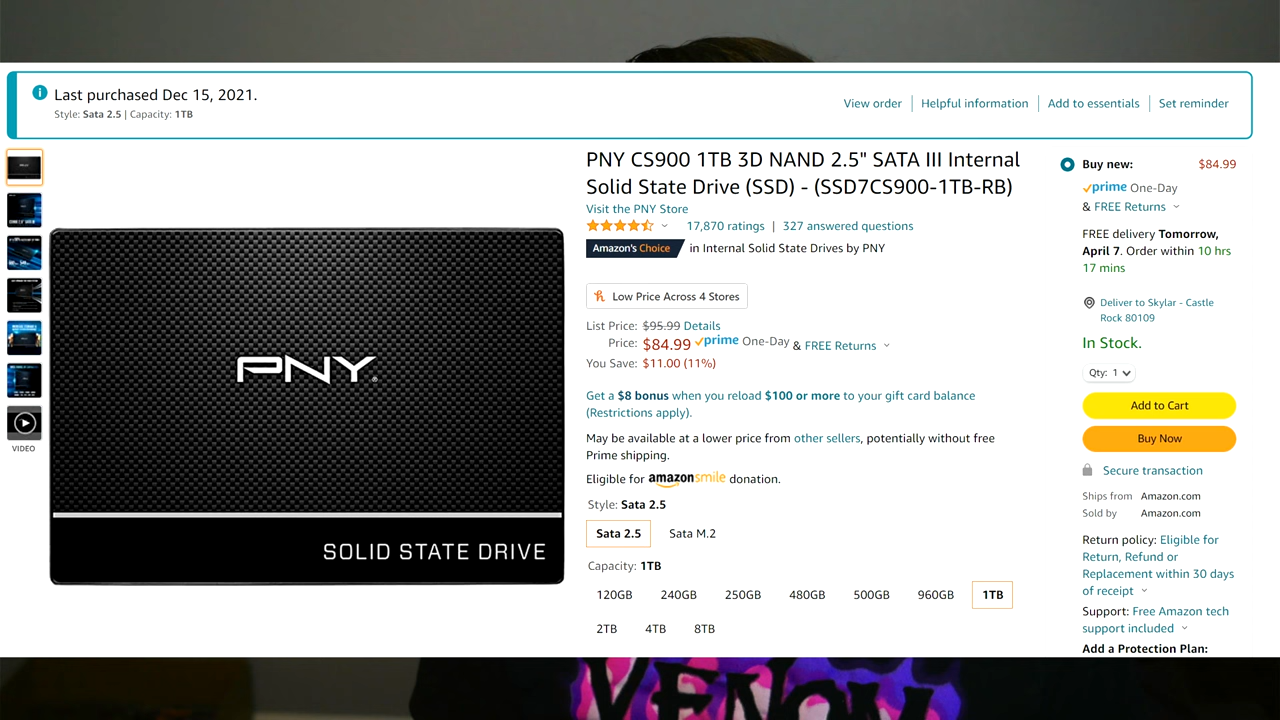 Last purchased Dec 15, 2021.
Style: Sata 2.5 | Capacity: 1TB
View order | Helpful information | Add to essentials | Set reminder
PNY
SOLID STATE DRIVE
VIDEO
PNY CS900 1TB 3D NAND 2.5" SATA III Internal
Solid State Drive (SSD) - (SSD7CS900-1TB-RB)
Visit the PNY Store
17,870 ratings | 327 answered questions
Amazon's Choice in Internal Solid State Drives by PNY
Low Price Across 4 Stores
List Price: $95.99 Details
Price: $84.99 prime One-Day & FREE Returns
You Save: $11.00 (11%)
Get a $8 bonus when you reload $100 or more to your gift card balance
(Restrictions apply).
May be available at a lower price from other sellers, potentially without free
Prime shipping.
Eligible for amazonsmile donation.
Style: Sata 2.5
Sata 2.5 Sata M.2
Capacity: 1TB
120GB 240GB 250GB 480GB 500GB 960GB 1TB
2TB 4TB 8TB
Buy new: $84.99
prime One-Day
& FREE Returns
FREE delivery Tomorrow,
April 7. Order within 10 hrs
17 mins
Deliver to Skylar - Castle
Rock 80109
In Stock.
Qty: 1
Add to Cart
Buy Now
Secure transaction
Ships from Amazon.com
Sold by Amazon.com
Return policy: Eligible for
Return, Refund or
Replacement within 30 days
of receipt
Support: Free Amazon tech
support included
Add a Protection Plan:
VENOM